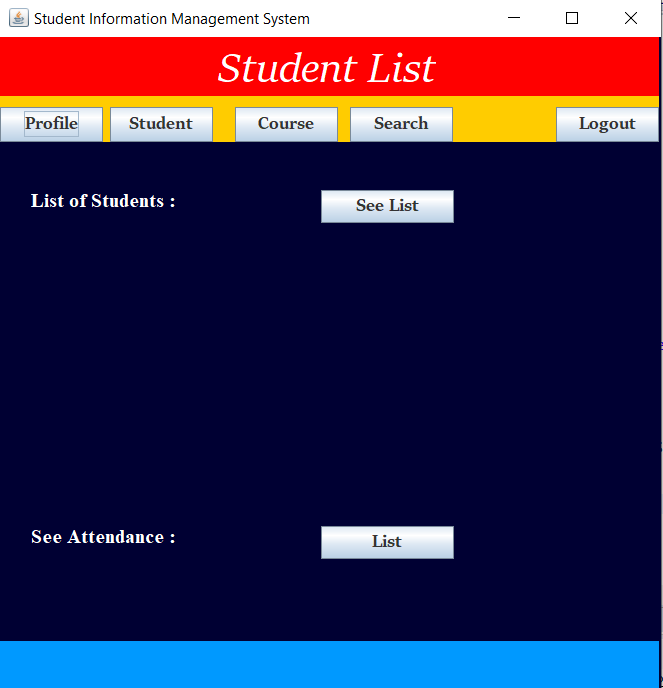 Student Information Management System
Student List
Profile Student Course Search Logout
List of Students : See List
See Attendance : List